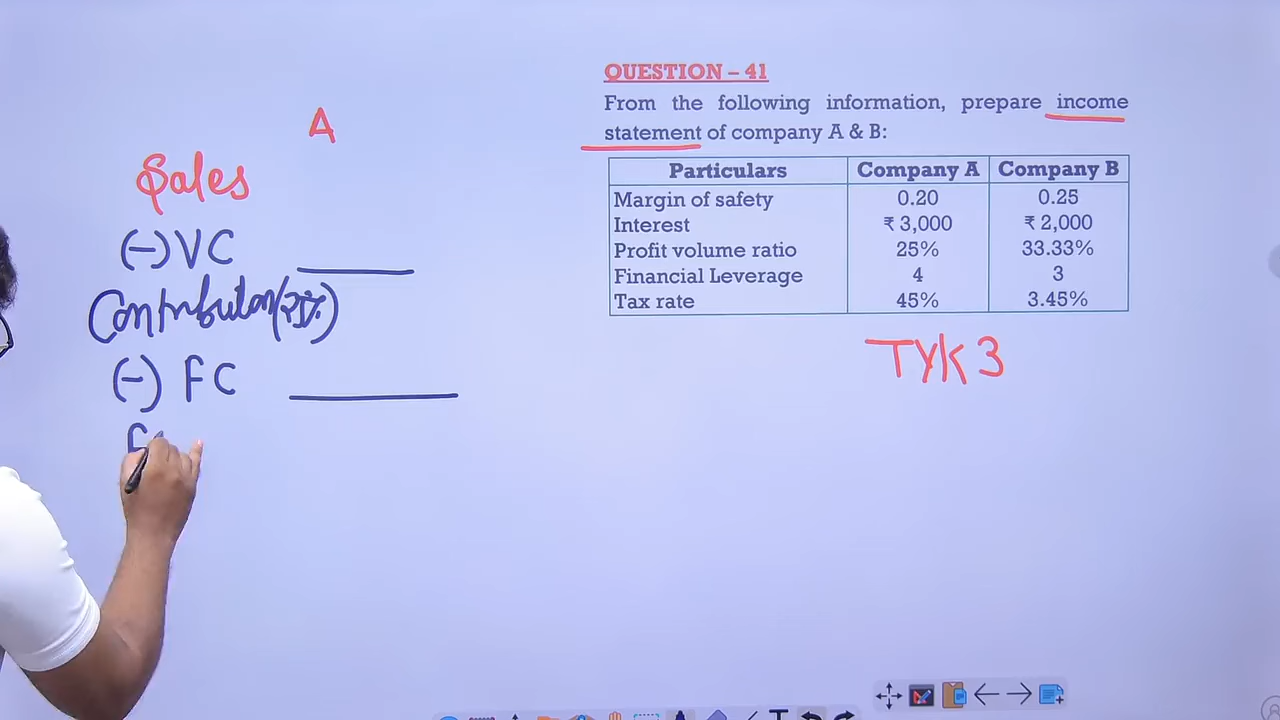 A
Sales
(-) VC
Contribution (25%)
(-) FC
QUESTION – 41
From the following information, prepare income
statement of company A & B:
Particulars Company A Company B
Margin of safety 0.20 0.25
Interest ₹ 3,000 ₹ 2,000
Profit volume ratio 25% 33.33%
Financial Leverage 4 3
Tax rate 45% 3.45%
TYK 3